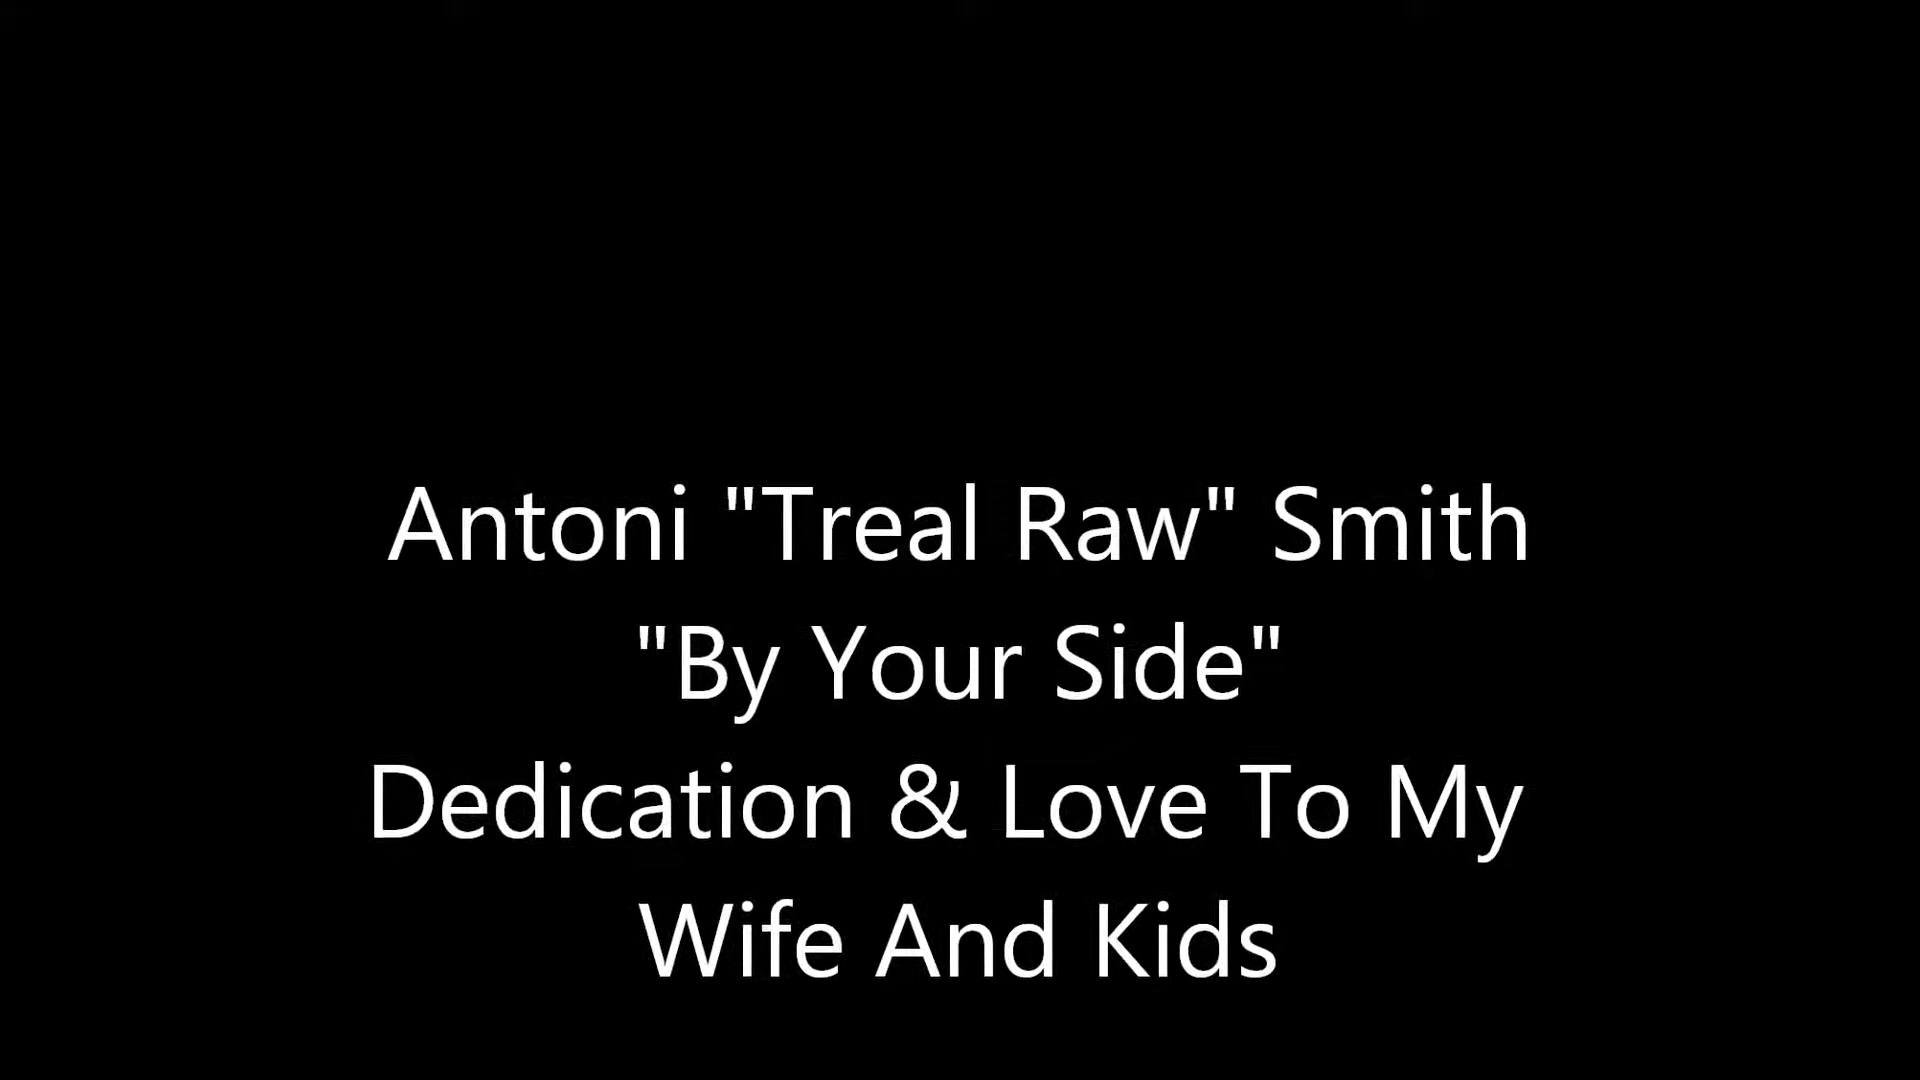 Antoni "Treal Raw" Smith
"By Your Side"
Dedication & Love To My
Wife And Kids